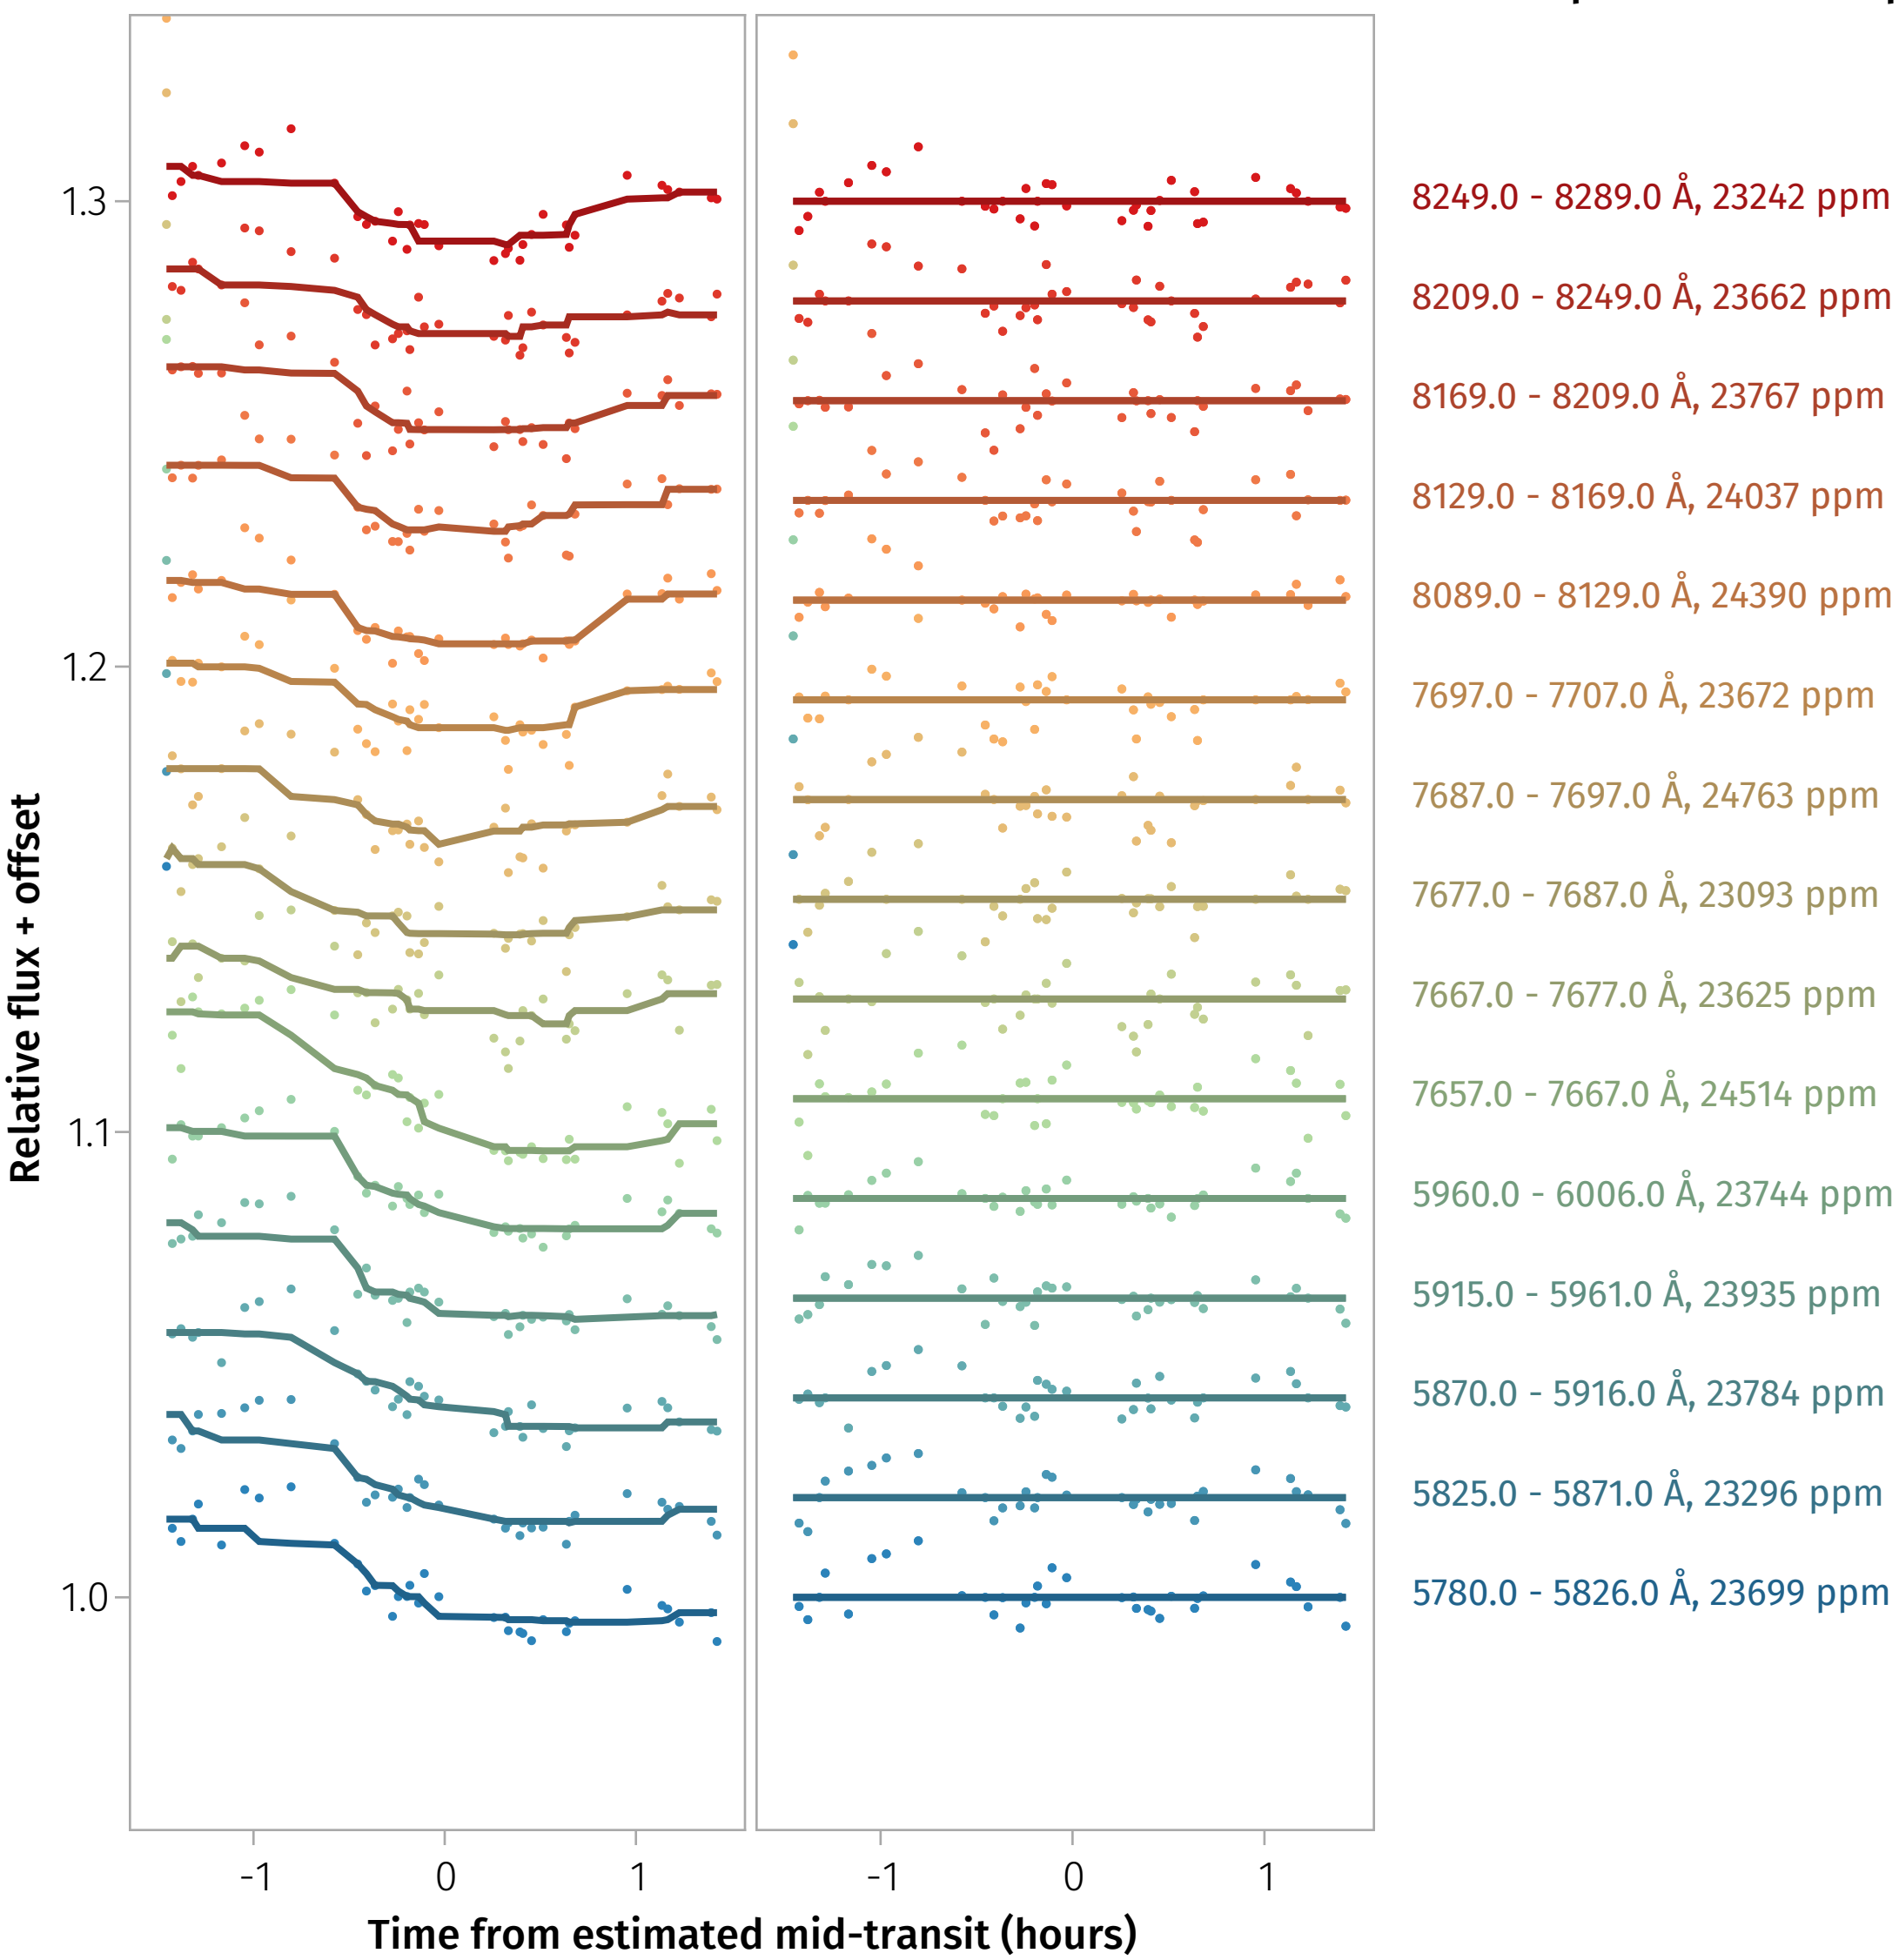 1.3
1.2
1.1
1.0
Relative flux + offset
-1 0 1
-1 0 1
Time from estimated mid-transit (hours)
8249.0 - 8289.0 Å, 23242 ppm
8209.0 - 8249.0 Å, 23662 ppm
8169.0 - 8209.0 Å, 23767 ppm
8129.0 - 8169.0 Å, 24037 ppm
8089.0 - 8129.0 Å, 24390 ppm
7697.0 - 7707.0 Å, 23672 ppm
7687.0 - 7697.0 Å, 24763 ppm
7677.0 - 7687.0 Å, 23093 ppm
7667.0 - 7677.0 Å, 23625 ppm
7657.0 - 7667.0 Å, 24514 ppm
5960.0 - 6006.0 Å, 23744 ppm
5915.0 - 5961.0 Å, 23935 ppm
5870.0 - 5916.0 Å, 23784 ppm
5825.0 - 5871.0 Å, 23296 ppm
5780.0 - 5826.0 Å, 23699 ppm